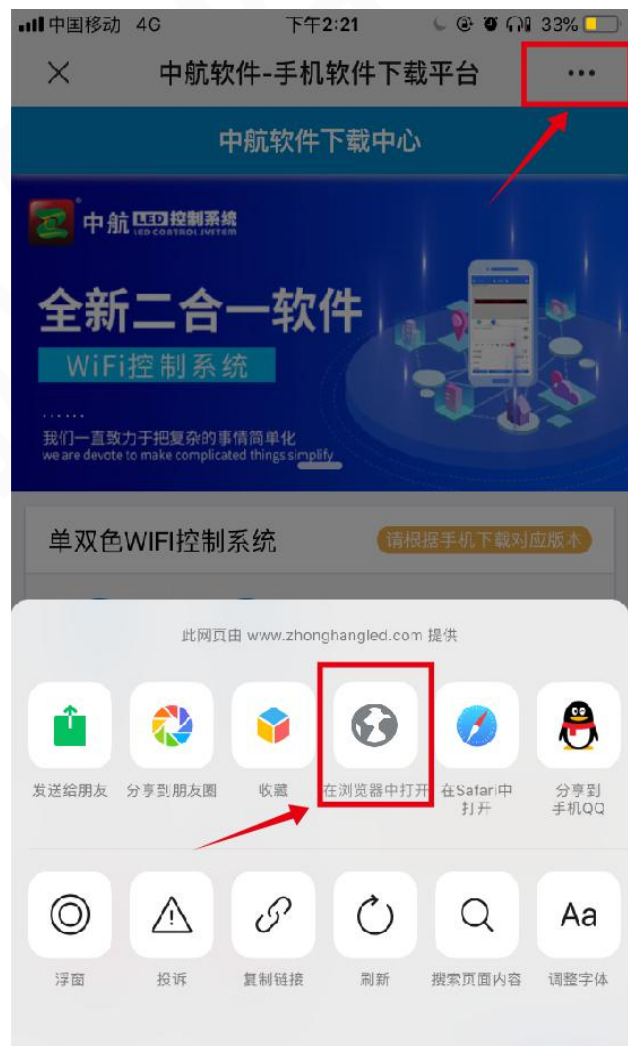 中国移动 4G 下午2:21 33%
中航软件-手机软件下载平台
中航软件下载中心
中航 LED控制系统
LED CONTROL SYSTEM
全新二合一软件
WiFi控制系统
......
我们一直致力于把复杂的事情简单化
we are devote to make complicated things simplify
单双色WIFI控制系统 请根据手机下载对应版本
此网页由 www.zhonghangled.com 提供
发送给朋友 分享到朋友圈 收藏 在浏览器中打开 在Safari中打开 分享到手机QQ
Aa
浮窗 投诉 复制链接 刷新 搜索页面内容 调整字体